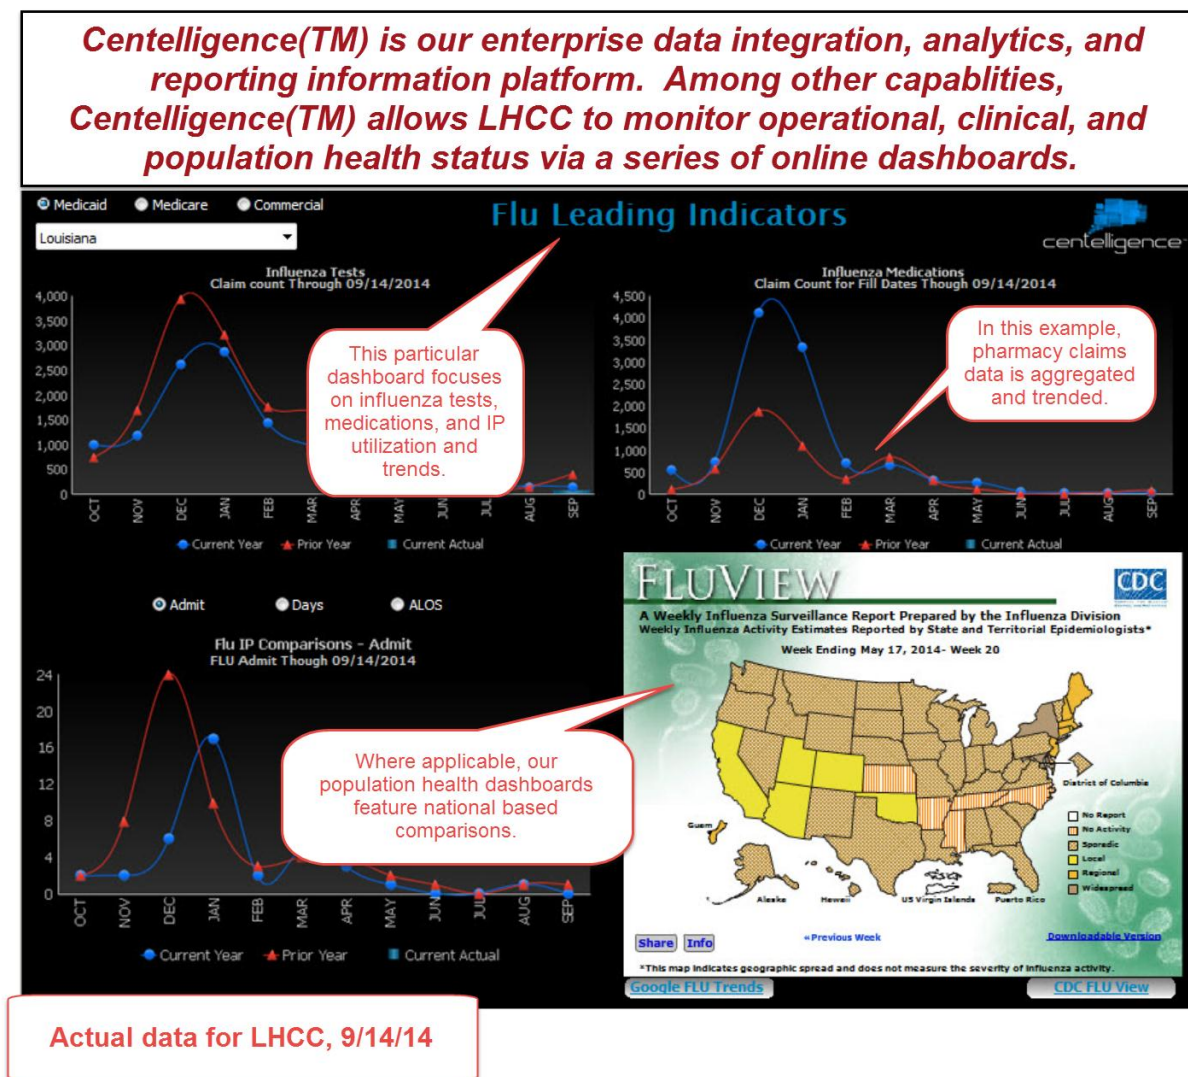 Centelligence(TM) is our enterprise data integration, analytics, and
reporting information platform.  Among other capablities,
Centelligence(TM) allows LHCC to monitor operational, clinical, and
population health status via a series of online dashboards.
Medicaid
Medicare
Commercial
Louisiana
Flu Leading Indicators
centelligence
Influenza Tests
Claim count Through 09/14/2014
4,000
3,500
3,000
2,500
2,000
1,500
1,000
500
0
OCT
NOV
DEC
JAN
FEB
MAR
APR
MAY
JUN
JUL
AUG
SEP
Current Year
Prior Year
Current Actual
This particular
dashboard focuses
on influenza tests,
medications, and IP
utilization and
trends.
Influenza Medications
Claim Count for Fill Dates Though 09/14/2014
4,500
4,000
3,500
3,000
2,500
2,000
1,500
1,000
500
0
OCT
NOV
DEC
JAN
FEB
MAR
APR
MAY
JUN
JUL
AUG
SEP
Current Year
Prior Year
Current Actual
In this example,
pharmacy claims
data is aggregated
and trended.
Admit
Days
ALOS
Flu IP Comparisons - Admit
FLU Admit Though 09/14/2014
24
20
16
12
8
4
0
OCT
NOV
DEC
JAN
FEB
MAR
APR
MAY
JUN
JUL
AUG
SEP
Current Year
Prior Year
Current Actual
Where applicable, our
population health dashboards
feature national based
comparisons.
FLUVIEW
CDC
A Weekly Influenza Surveillance Report Prepared by the Influenza Division
Weekly Influenza Activity Estimates Reported by State and Territorial Epidemiologists*
Week Ending May 17, 2014- Week 20
District of Columbia
No Report
No Activity
Sporadic
Local
Regional
Widespread
Guam
Alaska
Hawaii
US Virgin Islands
Puerto Rico
Share
Info
«Previous Week
Downloadable Version
*This map indicates geographic spread and does not measure the severity of influenza activity.
Google FLU Trends
CDC FLU View
Actual data for LHCC, 9/14/14